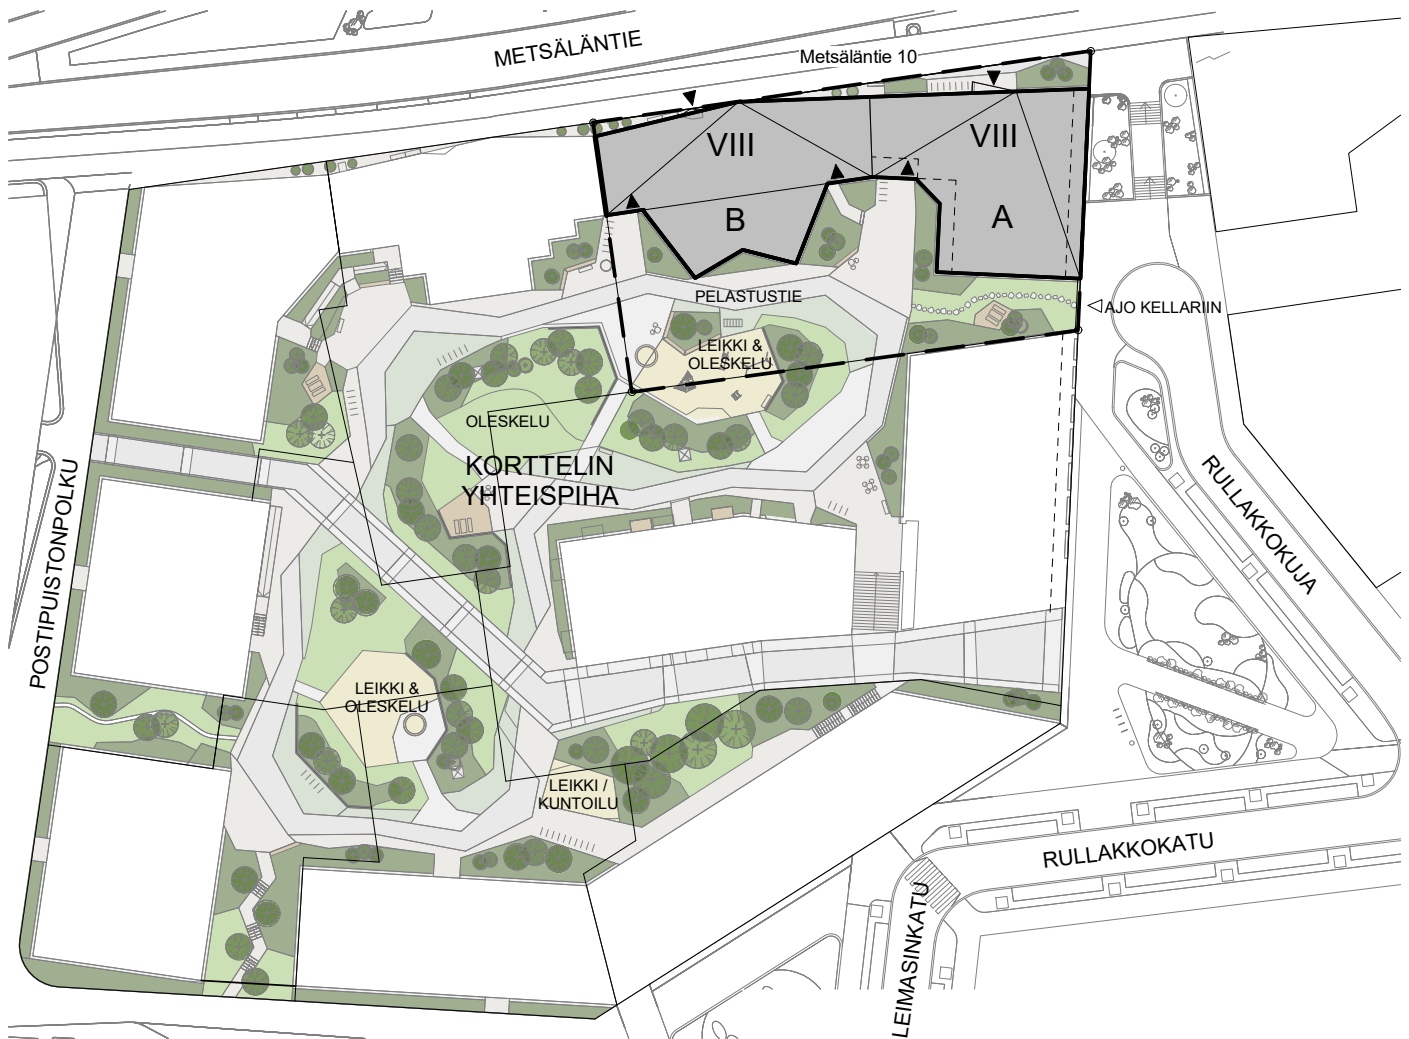 METSÄLÄNTIE
Metsäläntie 10
VIII
VIII
B
A
PELASTUSTIE
AJO KELLARIIN
LEIKKI &
OLESKELU
OLESKELU
KORTTELIN
YHTEISPIHA
RULLAKKOKUJA
POSTIPUISTONPOLKU
LEIKKI &
OLESKELU
LEIKKI /
KUNTOILU
RULLAKKOKATU
LEIMASINKATU